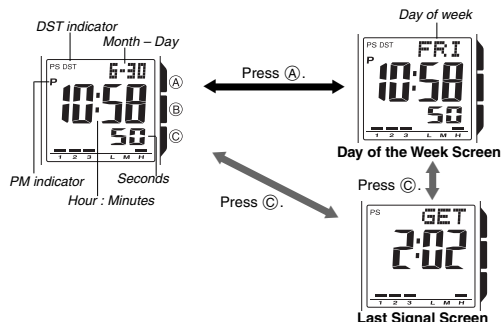 DST indicator
Month – Day
PS DST
6-30
P
10:58
50
1 2 3 L M H
A
B
C
PM indicator
Seconds
Hour : Minutes
Press A.
Day of week
PS DST
FRI
P
10:58
50
1 2 3 L M H
Day of the Week Screen
Press C.
Press C.
PS
GET
2:02
1 2 3 L M H
Last Signal Screen